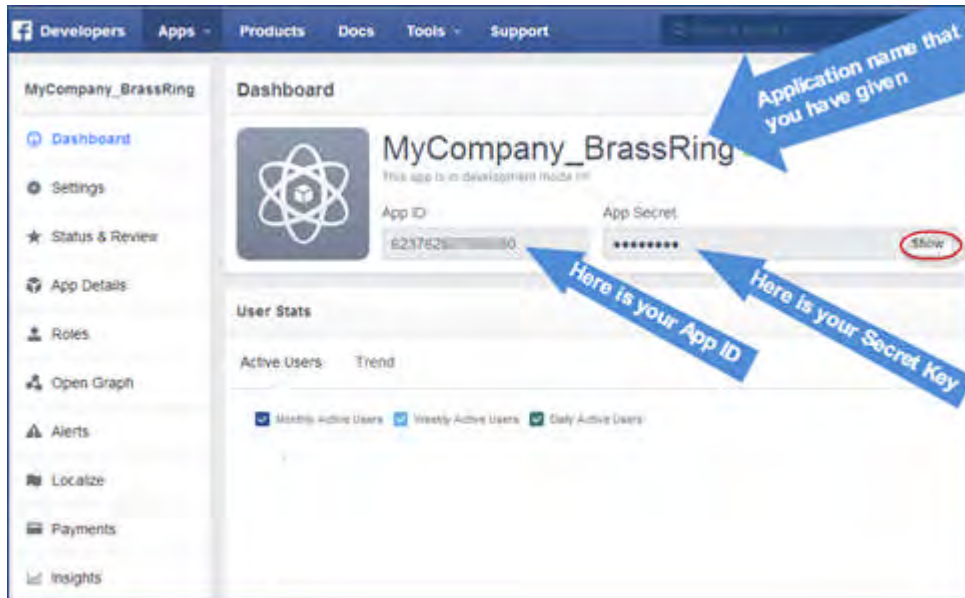 Developers Apps Products Docs Tools Support
Application name that
you have given
MyCompany_BrassRing
Dashboard
Settings
Status & Review
App Details
Roles
Open Graph
Alerts
Localize
Payments
Insights
Dashboard
MyCompany_BrassRing
This app is in development mode
App ID
App Secret
Show
Here is your App ID
Here is your Secret Key
User Stats
Active Users Trend
Monthly Active Users Weekly Active Users Daily Active Users